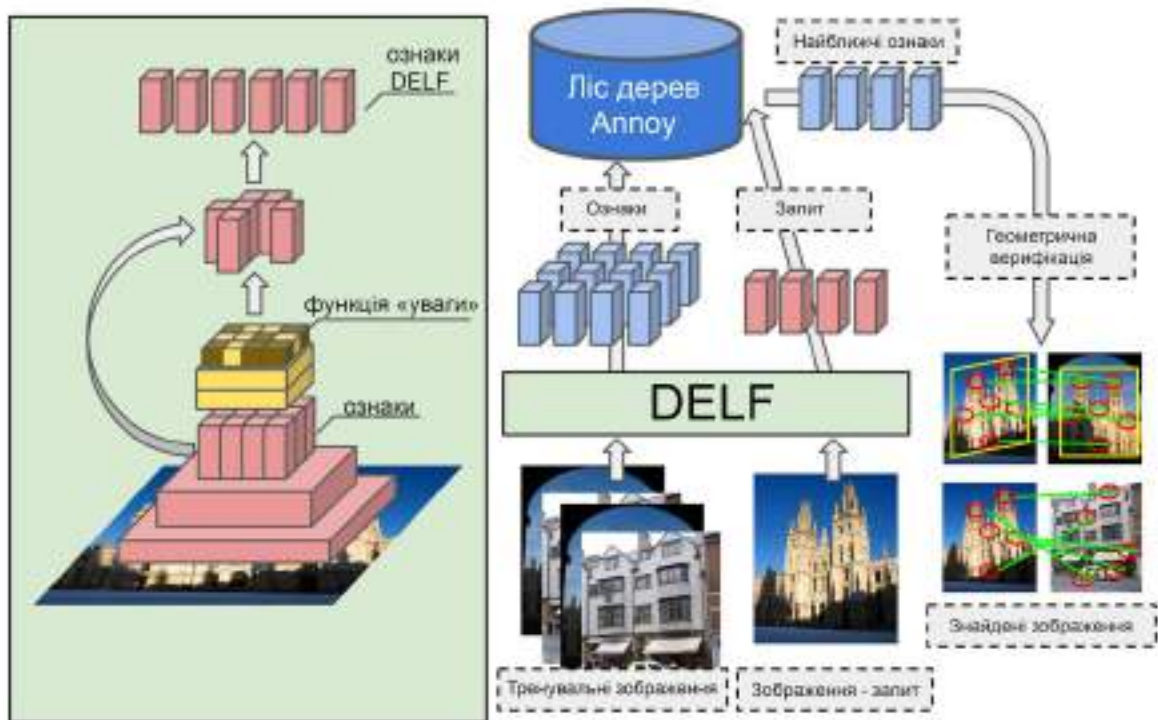 ознаки
DELF
функція «уваги»
ознаки
Ліс дерев
Annoy
Найближчі ознаки
Ознаки
Запит
Геометрична
верифікація
DELF
Тренувальні зображення
Зображення - запит
Знайдені зображення